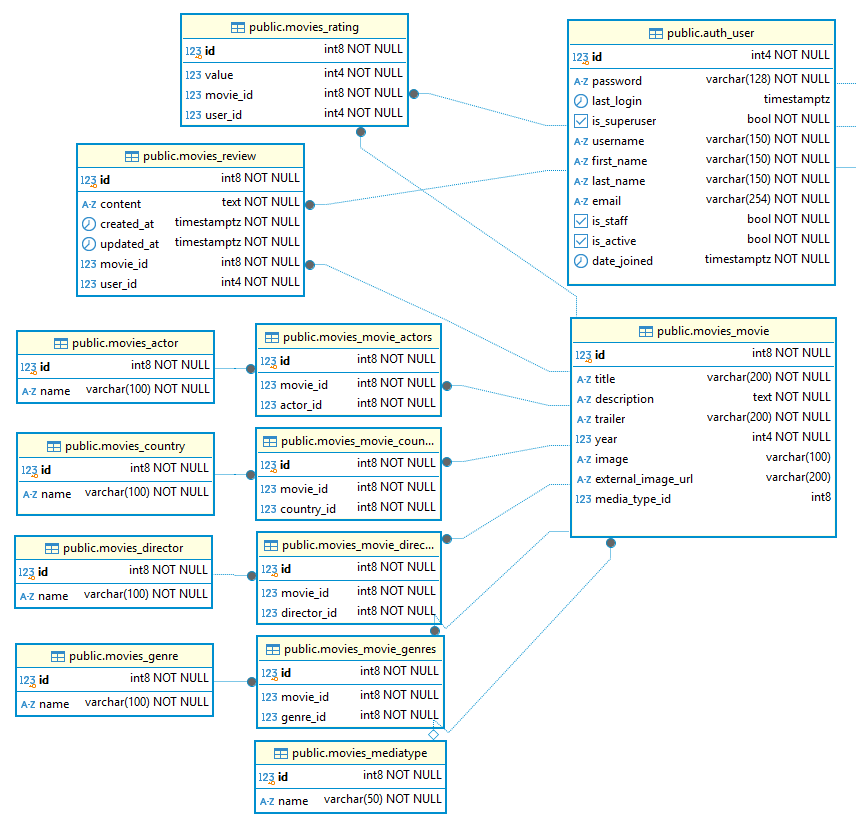 public.movies_rating
123 id int8 NOT NULL
123 value int4 NOT NULL
123 movie_id int8 NOT NULL
123 user_id int4 NOT NULL
public.auth_user
123 id int4 NOT NULL
A-Z password varchar(128) NOT NULL
last_login timestamptz
is_superuser bool NOT NULL
A-Z username varchar(150) NOT NULL
A-Z first_name varchar(150) NOT NULL
A-Z last_name varchar(150) NOT NULL
A-Z email varchar(254) NOT NULL
is_staff bool NOT NULL
is_active bool NOT NULL
date_joined timestamptz NOT NULL
public.movies_review
123 id int8 NOT NULL
A-Z content text NOT NULL
created_at timestamptz NOT NULL
updated_at timestamptz NOT NULL
123 movie_id int8 NOT NULL
123 user_id int4 NOT NULL
public.movies_movie
123 id int8 NOT NULL
A-Z title varchar(200) NOT NULL
A-Z description text NOT NULL
A-Z trailer varchar(200) NOT NULL
123 year int4 NOT NULL
A-Z image varchar(100)
A-Z external_image_url varchar(200)
123 media_type_id int8
public.movies_actor
123 id int8 NOT NULL
A-Z name varchar(100) NOT NULL
public.movies_movie_actors
123 id int8 NOT NULL
123 movie_id int8 NOT NULL
123 actor_id int8 NOT NULL
public.movies_country
123 id int8 NOT NULL
A-Z name varchar(100) NOT NULL
public.movies_movie_coun...
123 id int8 NOT NULL
123 movie_id int8 NOT NULL
123 country_id int8 NOT NULL
public.movies_director
123 id int8 NOT NULL
A-Z name varchar(100) NOT NULL
public.movies_movie_direc...
123 id int8 NOT NULL
123 movie_id int8 NOT NULL
123 director_id int8 NOT NULL
public.movies_genre
123 id int8 NOT NULL
A-Z name varchar(100) NOT NULL
public.movies_movie_genres
123 id int8 NOT NULL
123 movie_id int8 NOT NULL
123 genre_id int8 NOT NULL
public.movies_mediatype
123 id int8 NOT NULL
A-Z name varchar(50) NOT NULL